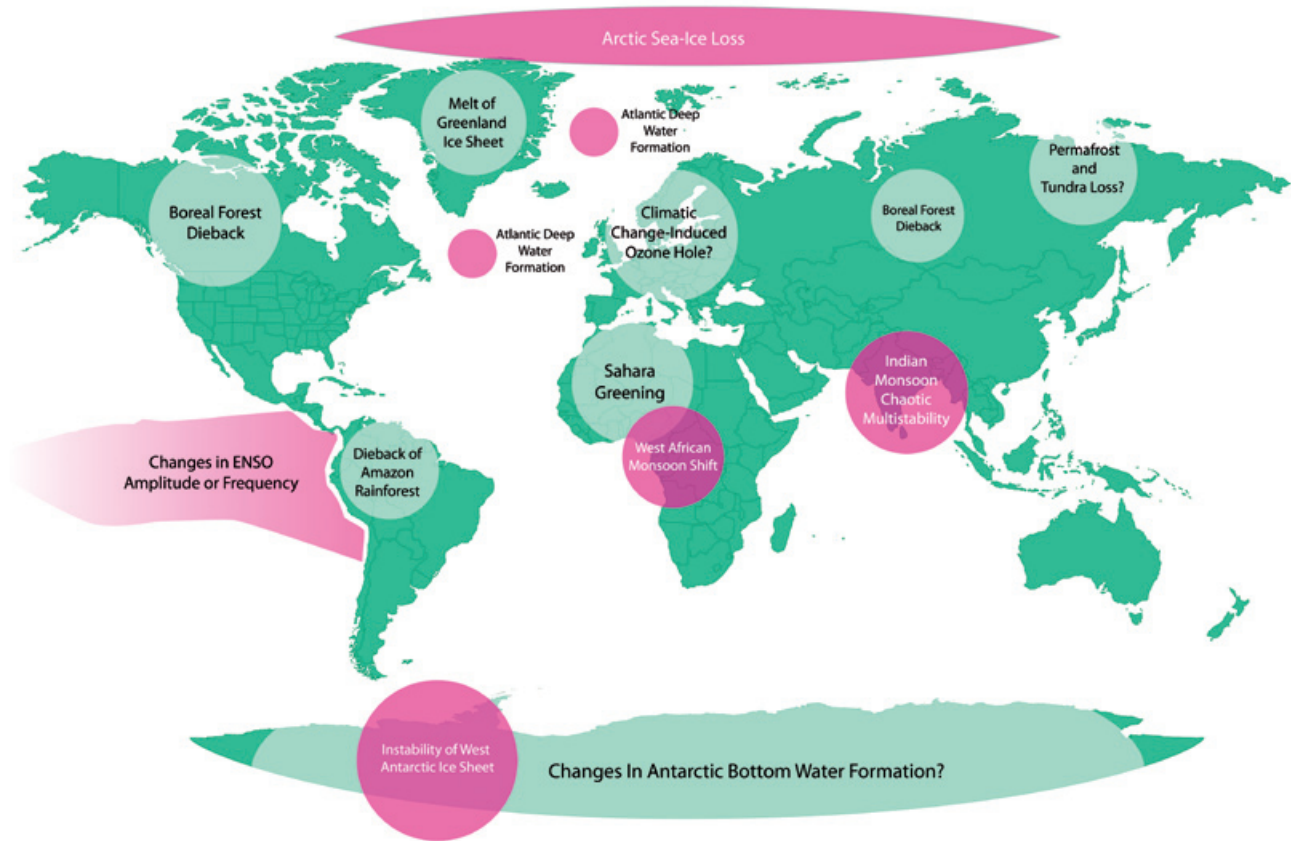 Arctic Sea-Ice Loss
Melt of
Greenland
Ice Sheet
Atlantic Deep
Water
Formation
Permafrost
and
Tundra Loss?
Boreal Forest
Dieback
Climatic
Change-Induced
Ozone Hole?
Boreal Forest
Dieback
Atlantic Deep
Water
Formation
Sahara
Greening
Indian
Monsoon
Chaotic
Multistability
Changes in ENSO
Amplitude or Frequency
Dieback of
Amazon
Rainforest
West African
Monsoon Shift
Instability of West
Antarctic Ice Sheet
Changes In Antarctic Bottom Water Formation?